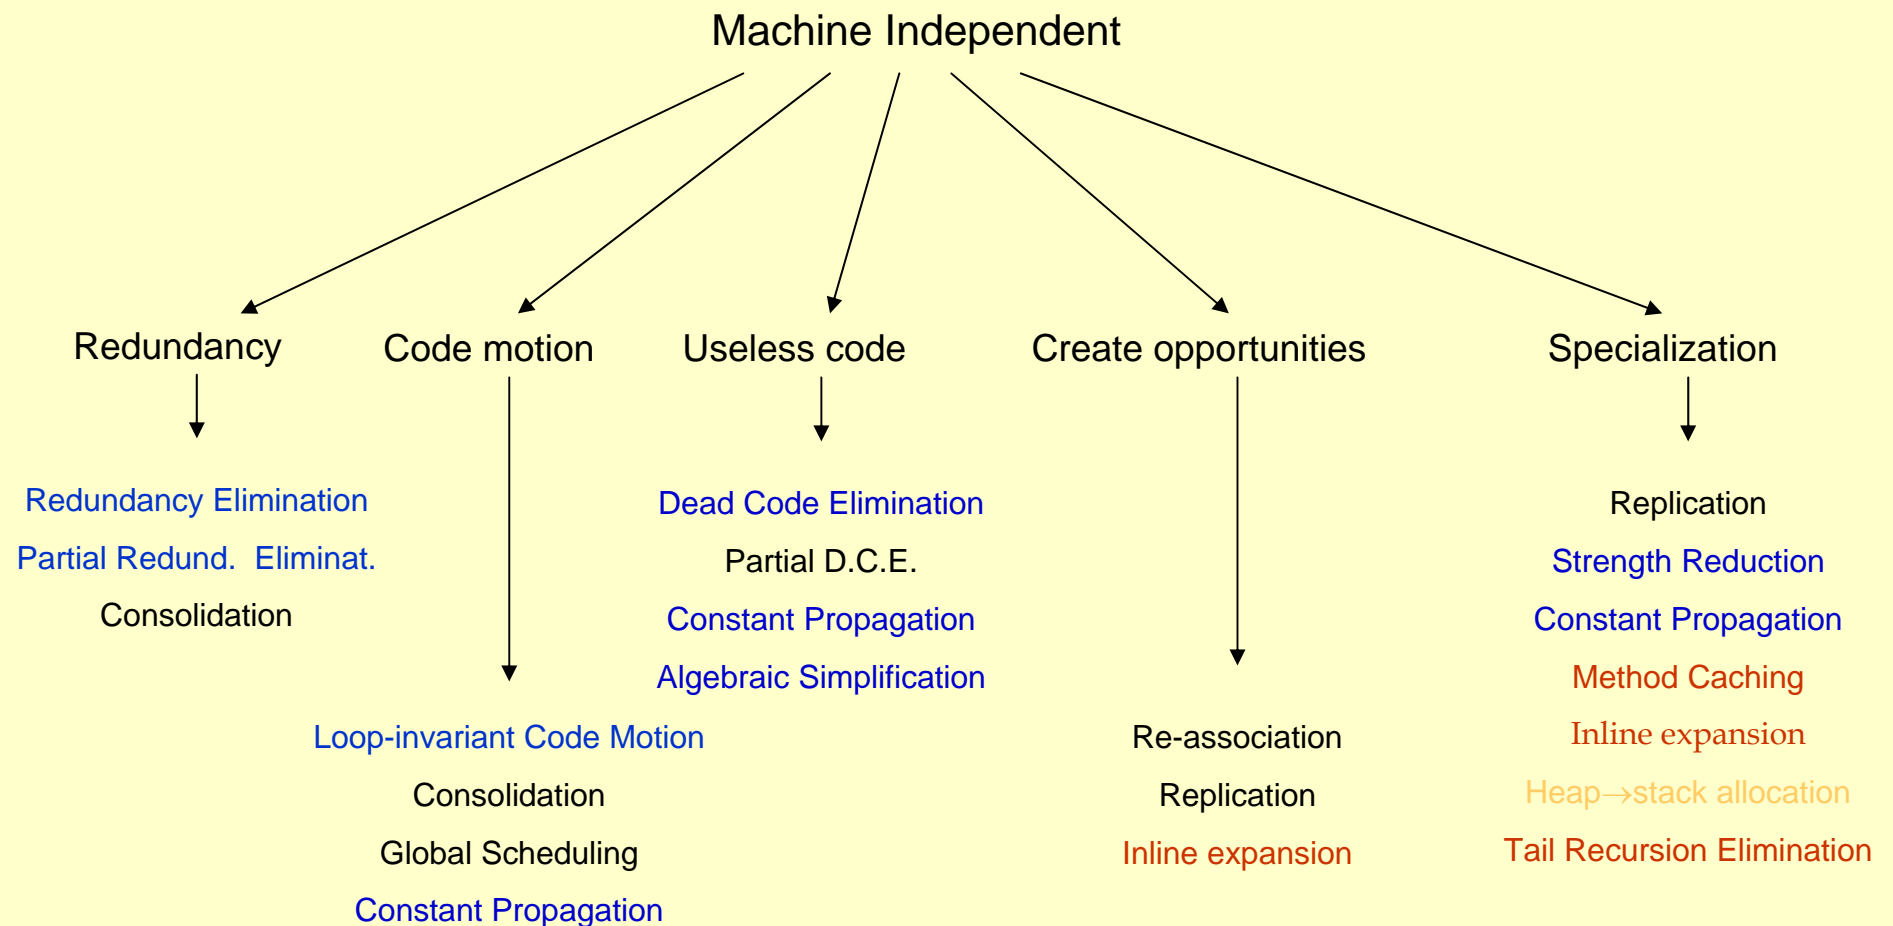 Machine Independent
Redundancy
Code motion
Useless code
Create opportunities
Specialization
Redundancy Elimination
Partial Redund. Eliminat.
Consolidation
Loop-invariant Code Motion
Consolidation
Global Scheduling
Constant Propagation
Dead Code Elimination
Partial D.C.E.
Constant Propagation
Algebraic Simplification
Re-association
Replication
Inline expansion
Replication
Strength Reduction
Constant Propagation
Method Caching
Inline expansion
Heap→stack allocation
Tail Recursion Elimination